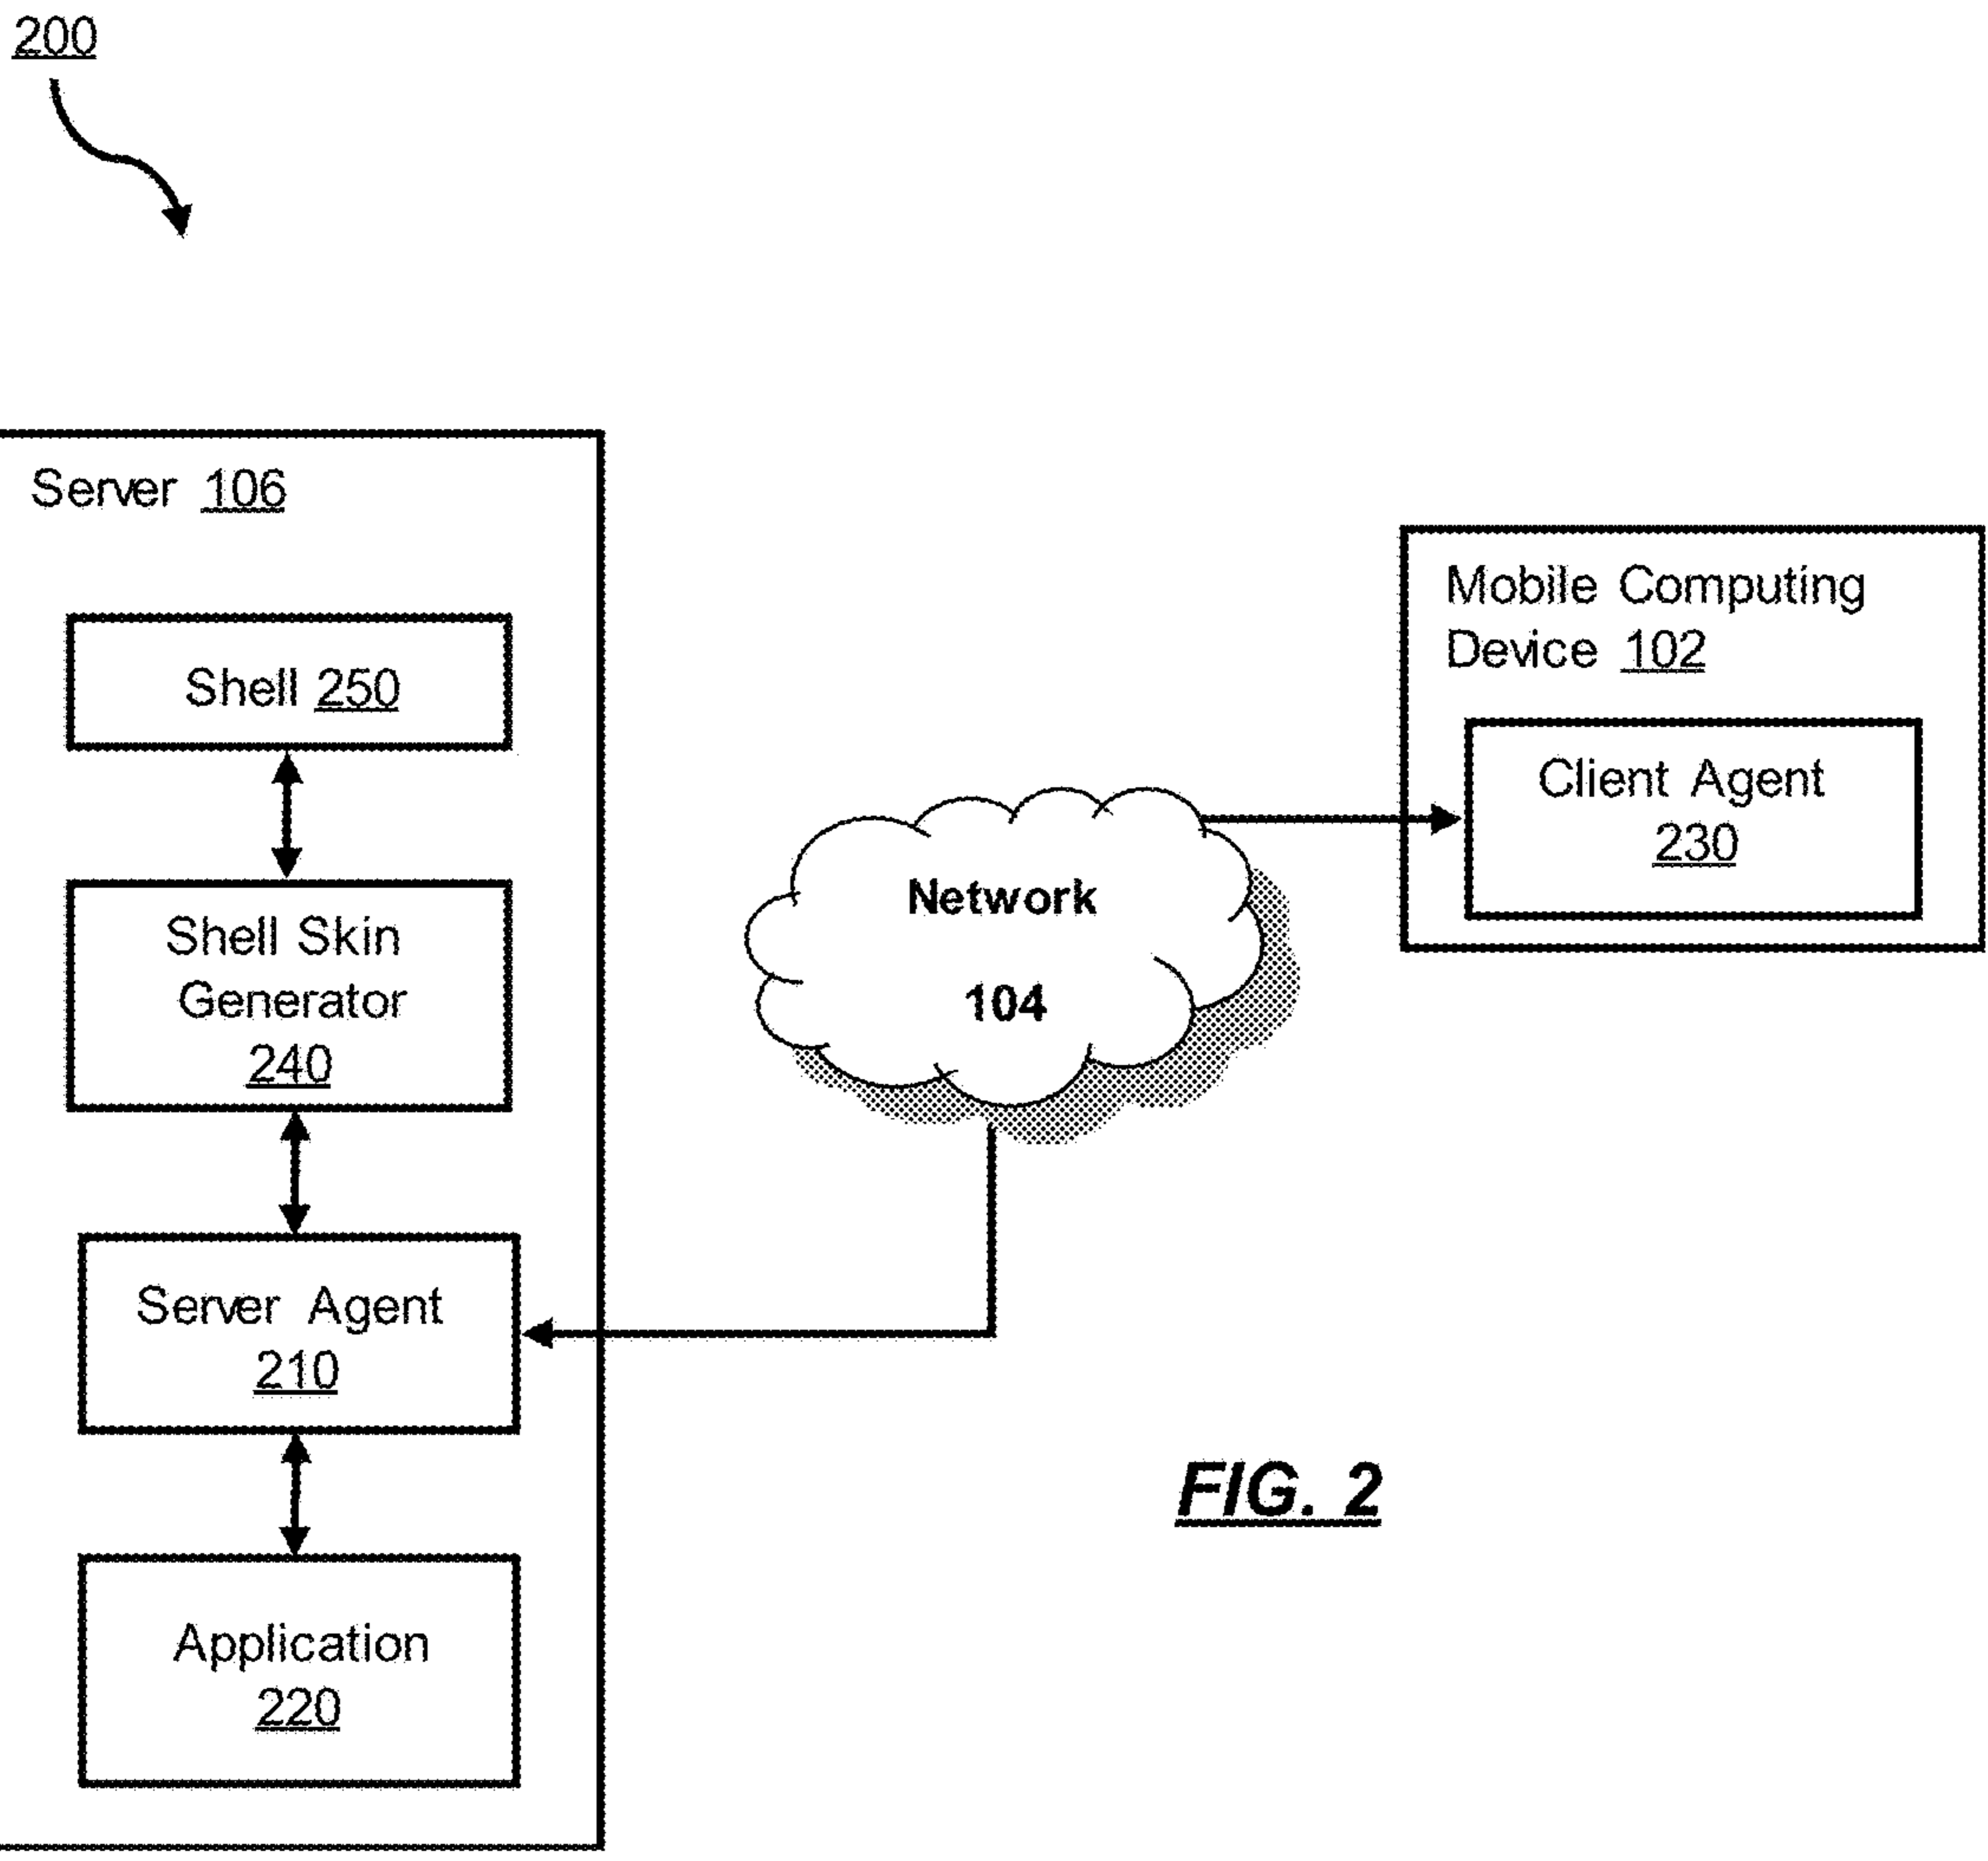 200
Server 106
Shell 250
Shell Skin
Generator
240
Server Agent
210
Application
220
Network
104
Mobile Computing
Device 102
Client Agent
230
FIG. 2